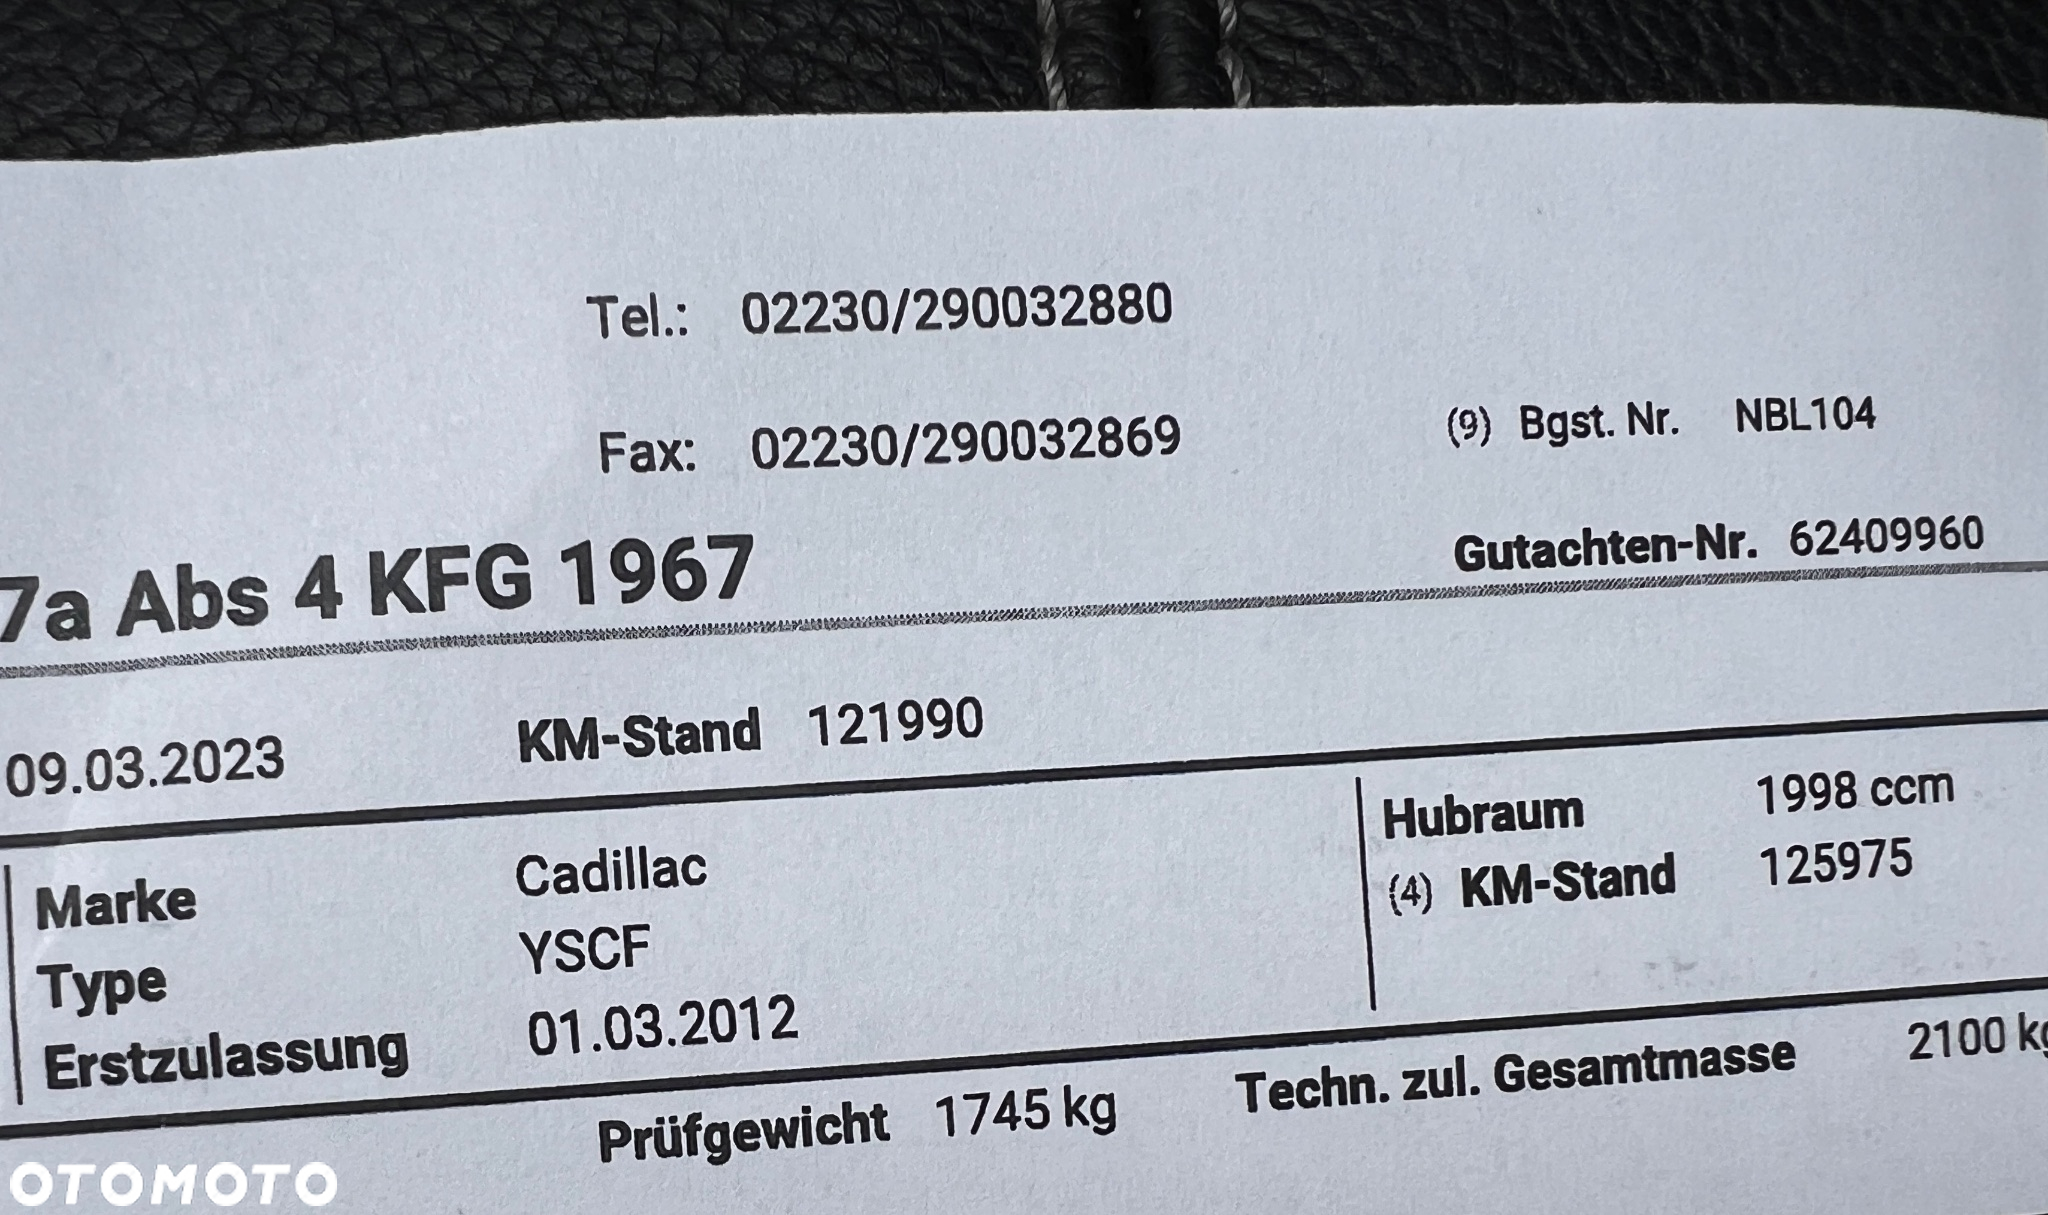 Tel.: 02230/290032880
Fax: 02230/290032869
(9) Bgst. Nr. NBL104
7a Abs 4 KFG 1967
Gutachten-Nr. 62409960
09.03.2023 KM-Stand 121990
Marke Cadillac
Hubraum 1998 ccm
Type YSCF
(4) KM-Stand 125975
Erstzulassung 01.03.2012
Prüfgewicht 1745 kg Techn. zul. Gesamtmasse 2100 kg
OTOMOTO